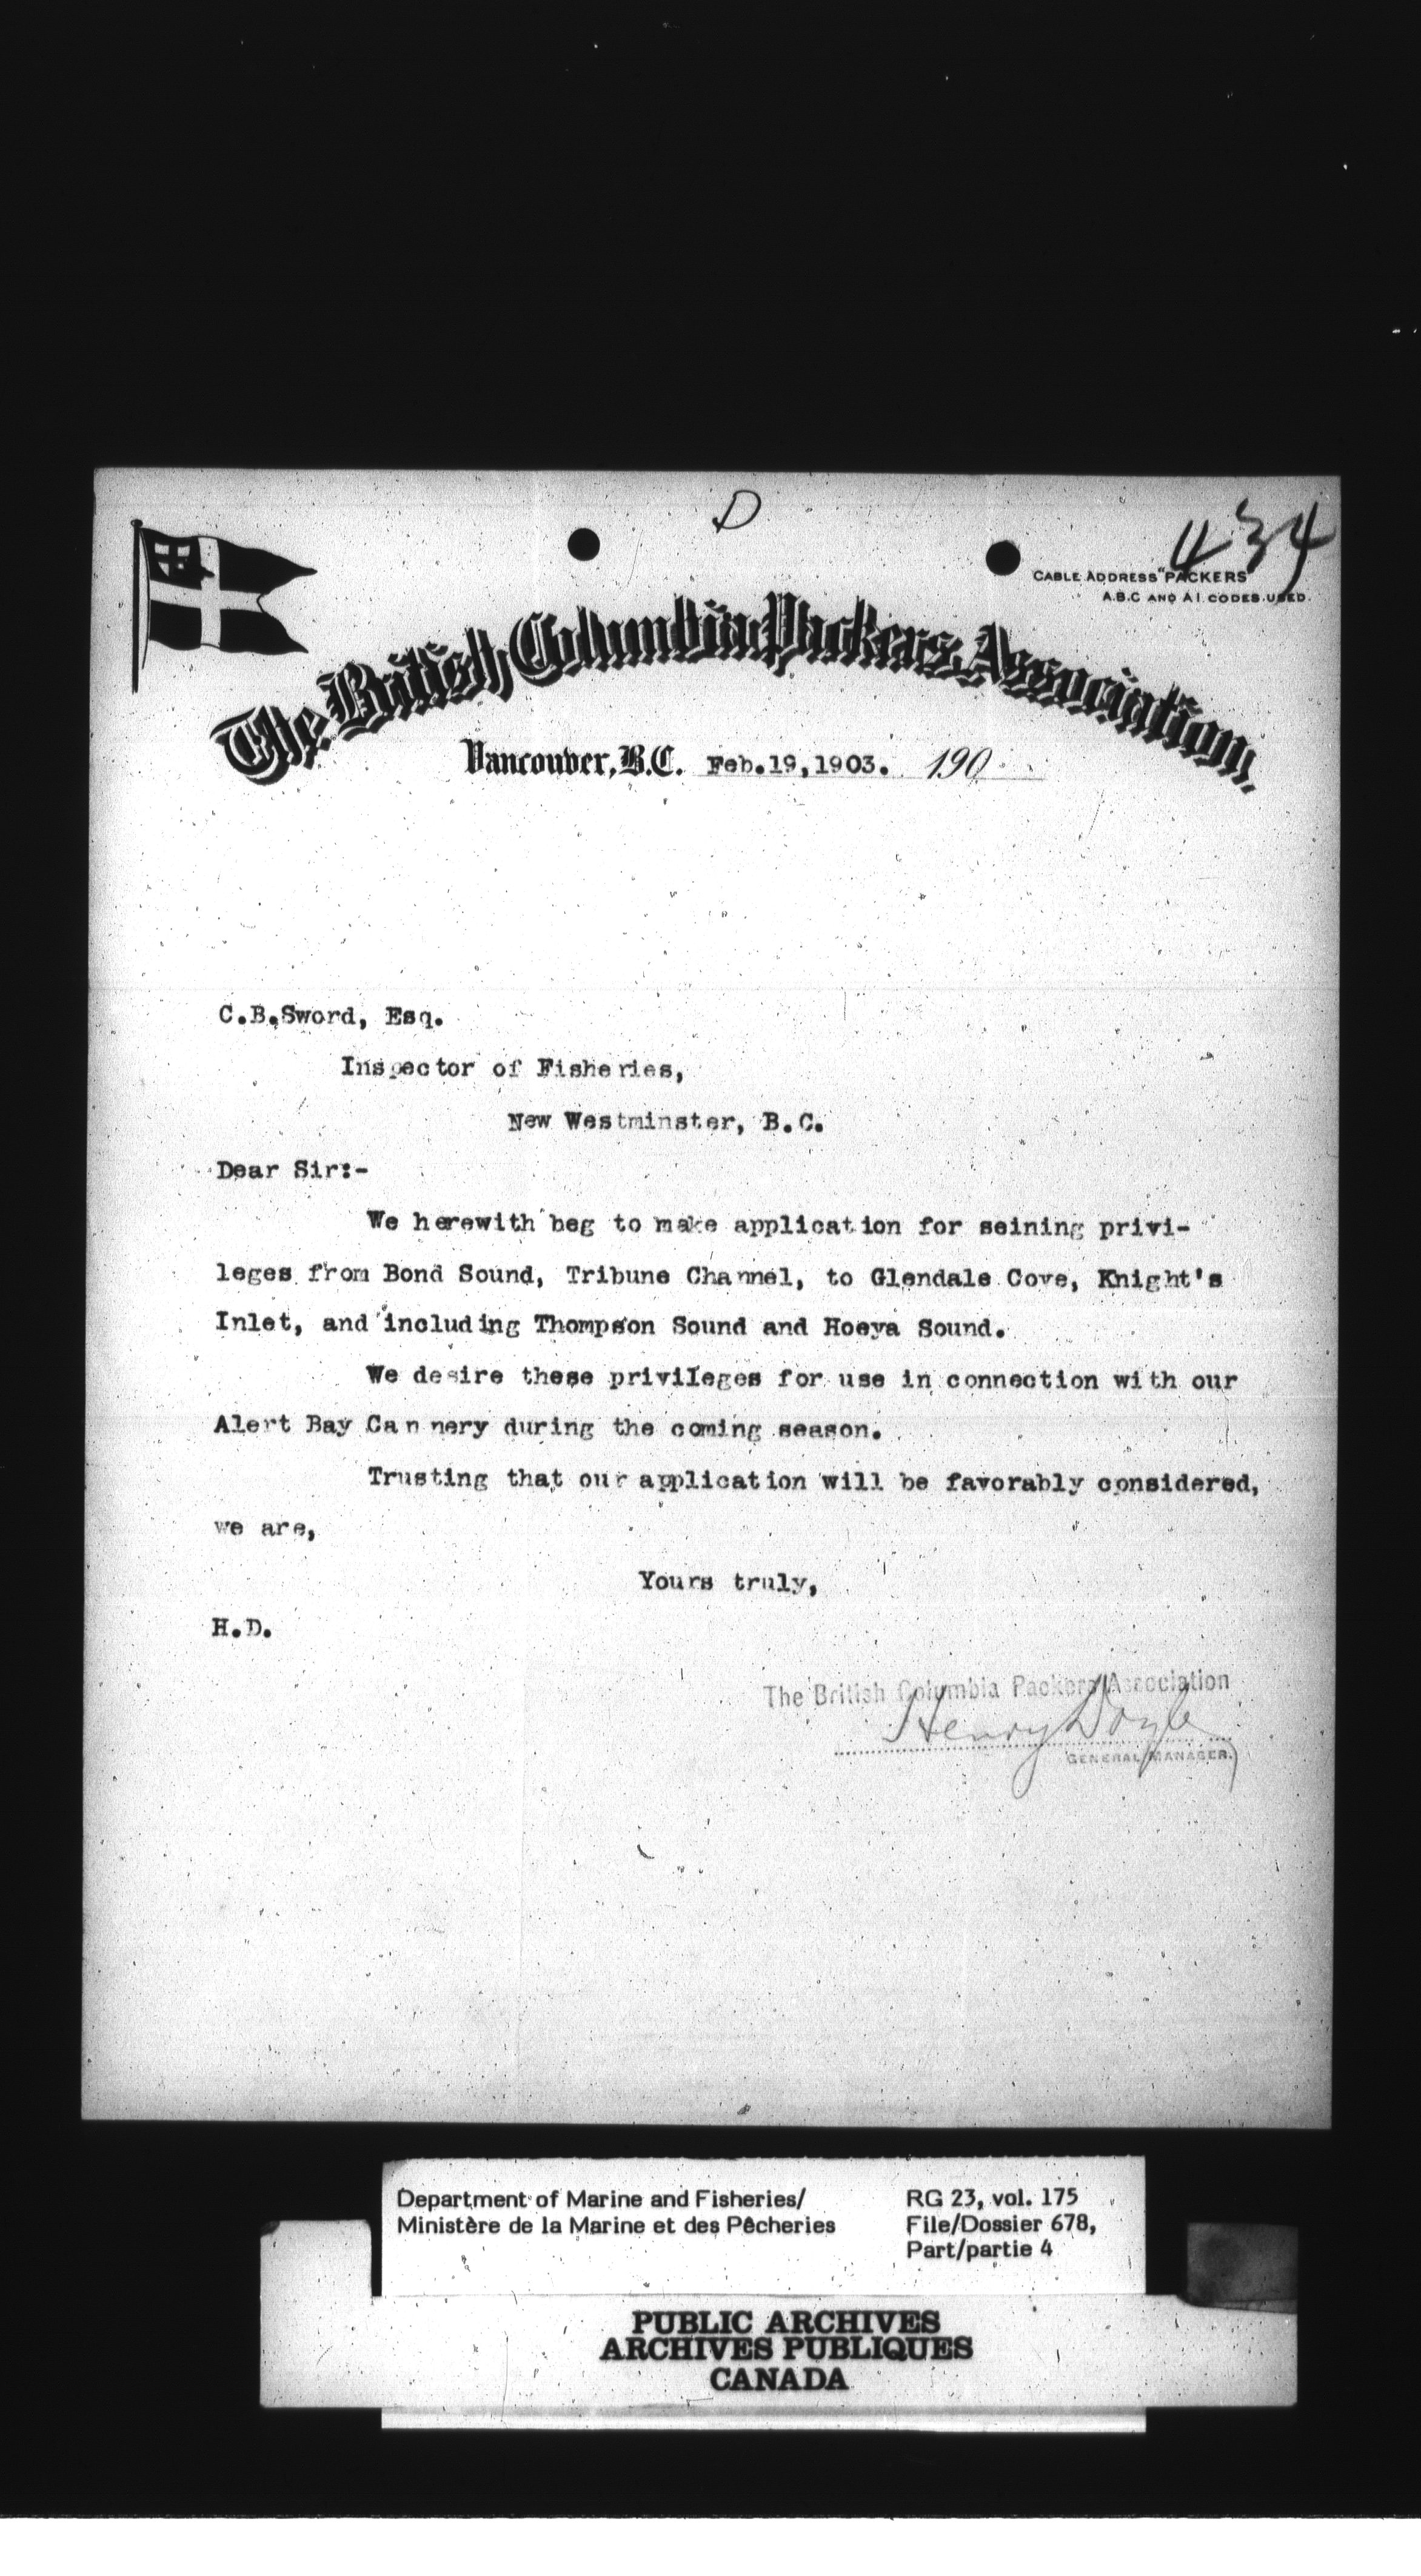 D
434
CABLE ADDRESS "PACKERS"
A.B.C AND A I. CODES USED.
The British Columbia Packers Association,
Vancouver, B.C. Feb.19,1903. 190
C.B.Sword, Esq.
Inspector of Fisheries,
New Westminster, B.C.
Dear Sir:-
We herewith beg to make application for seining privi-
leges from Bond Sound, Tribune Channel, to Glendale Cove, Knight's
Inlet, and including Thompson Sound and Hoeya Sound.
We desire these privileges for use in connection with our
Alert Bay Cannery during the coming season.
Trusting that our application will be favorably considered,
we are,
Yours truly,
H.D.
The British Columbia Packers Association
Henry Doyle
GENERAL MANAGER.
Department of Marine and Fisheries/
Ministère de la Marine et des Pêcheries
RG 23, vol. 175
File/Dossier 678,
Part/partie 4
PUBLIC ARCHIVES
ARCHIVES PUBLIQUES
CANADA